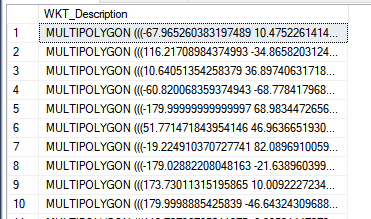 WKT_Description
1 MULTIPOLYGON (((-67.965260383197489 10.4752261414...
2 MULTIPOLYGON (((116.21708984374993 -34.8658203124...
3 MULTIPOLYGON (((10.64051354258379 36.89740631718...
4 MULTIPOLYGON (((-60.820068359374943 -68.778417968...
5 MULTIPOLYGON (((-179.99999999999997 68.9834472656...
6 MULTIPOLYGON (((51.771471843954146 46.9636651930...
7 MULTIPOLYGON (((-19.224910370727741 82.0896910059...
8 MULTIPOLYGON (((-179.02882208048163 -21.638960399...
9 MULTIPOLYGON (((173.73011315195865 10.0092227234...
10 MULTIPOLYGON (((179.9998885425839 -46.64324309688...